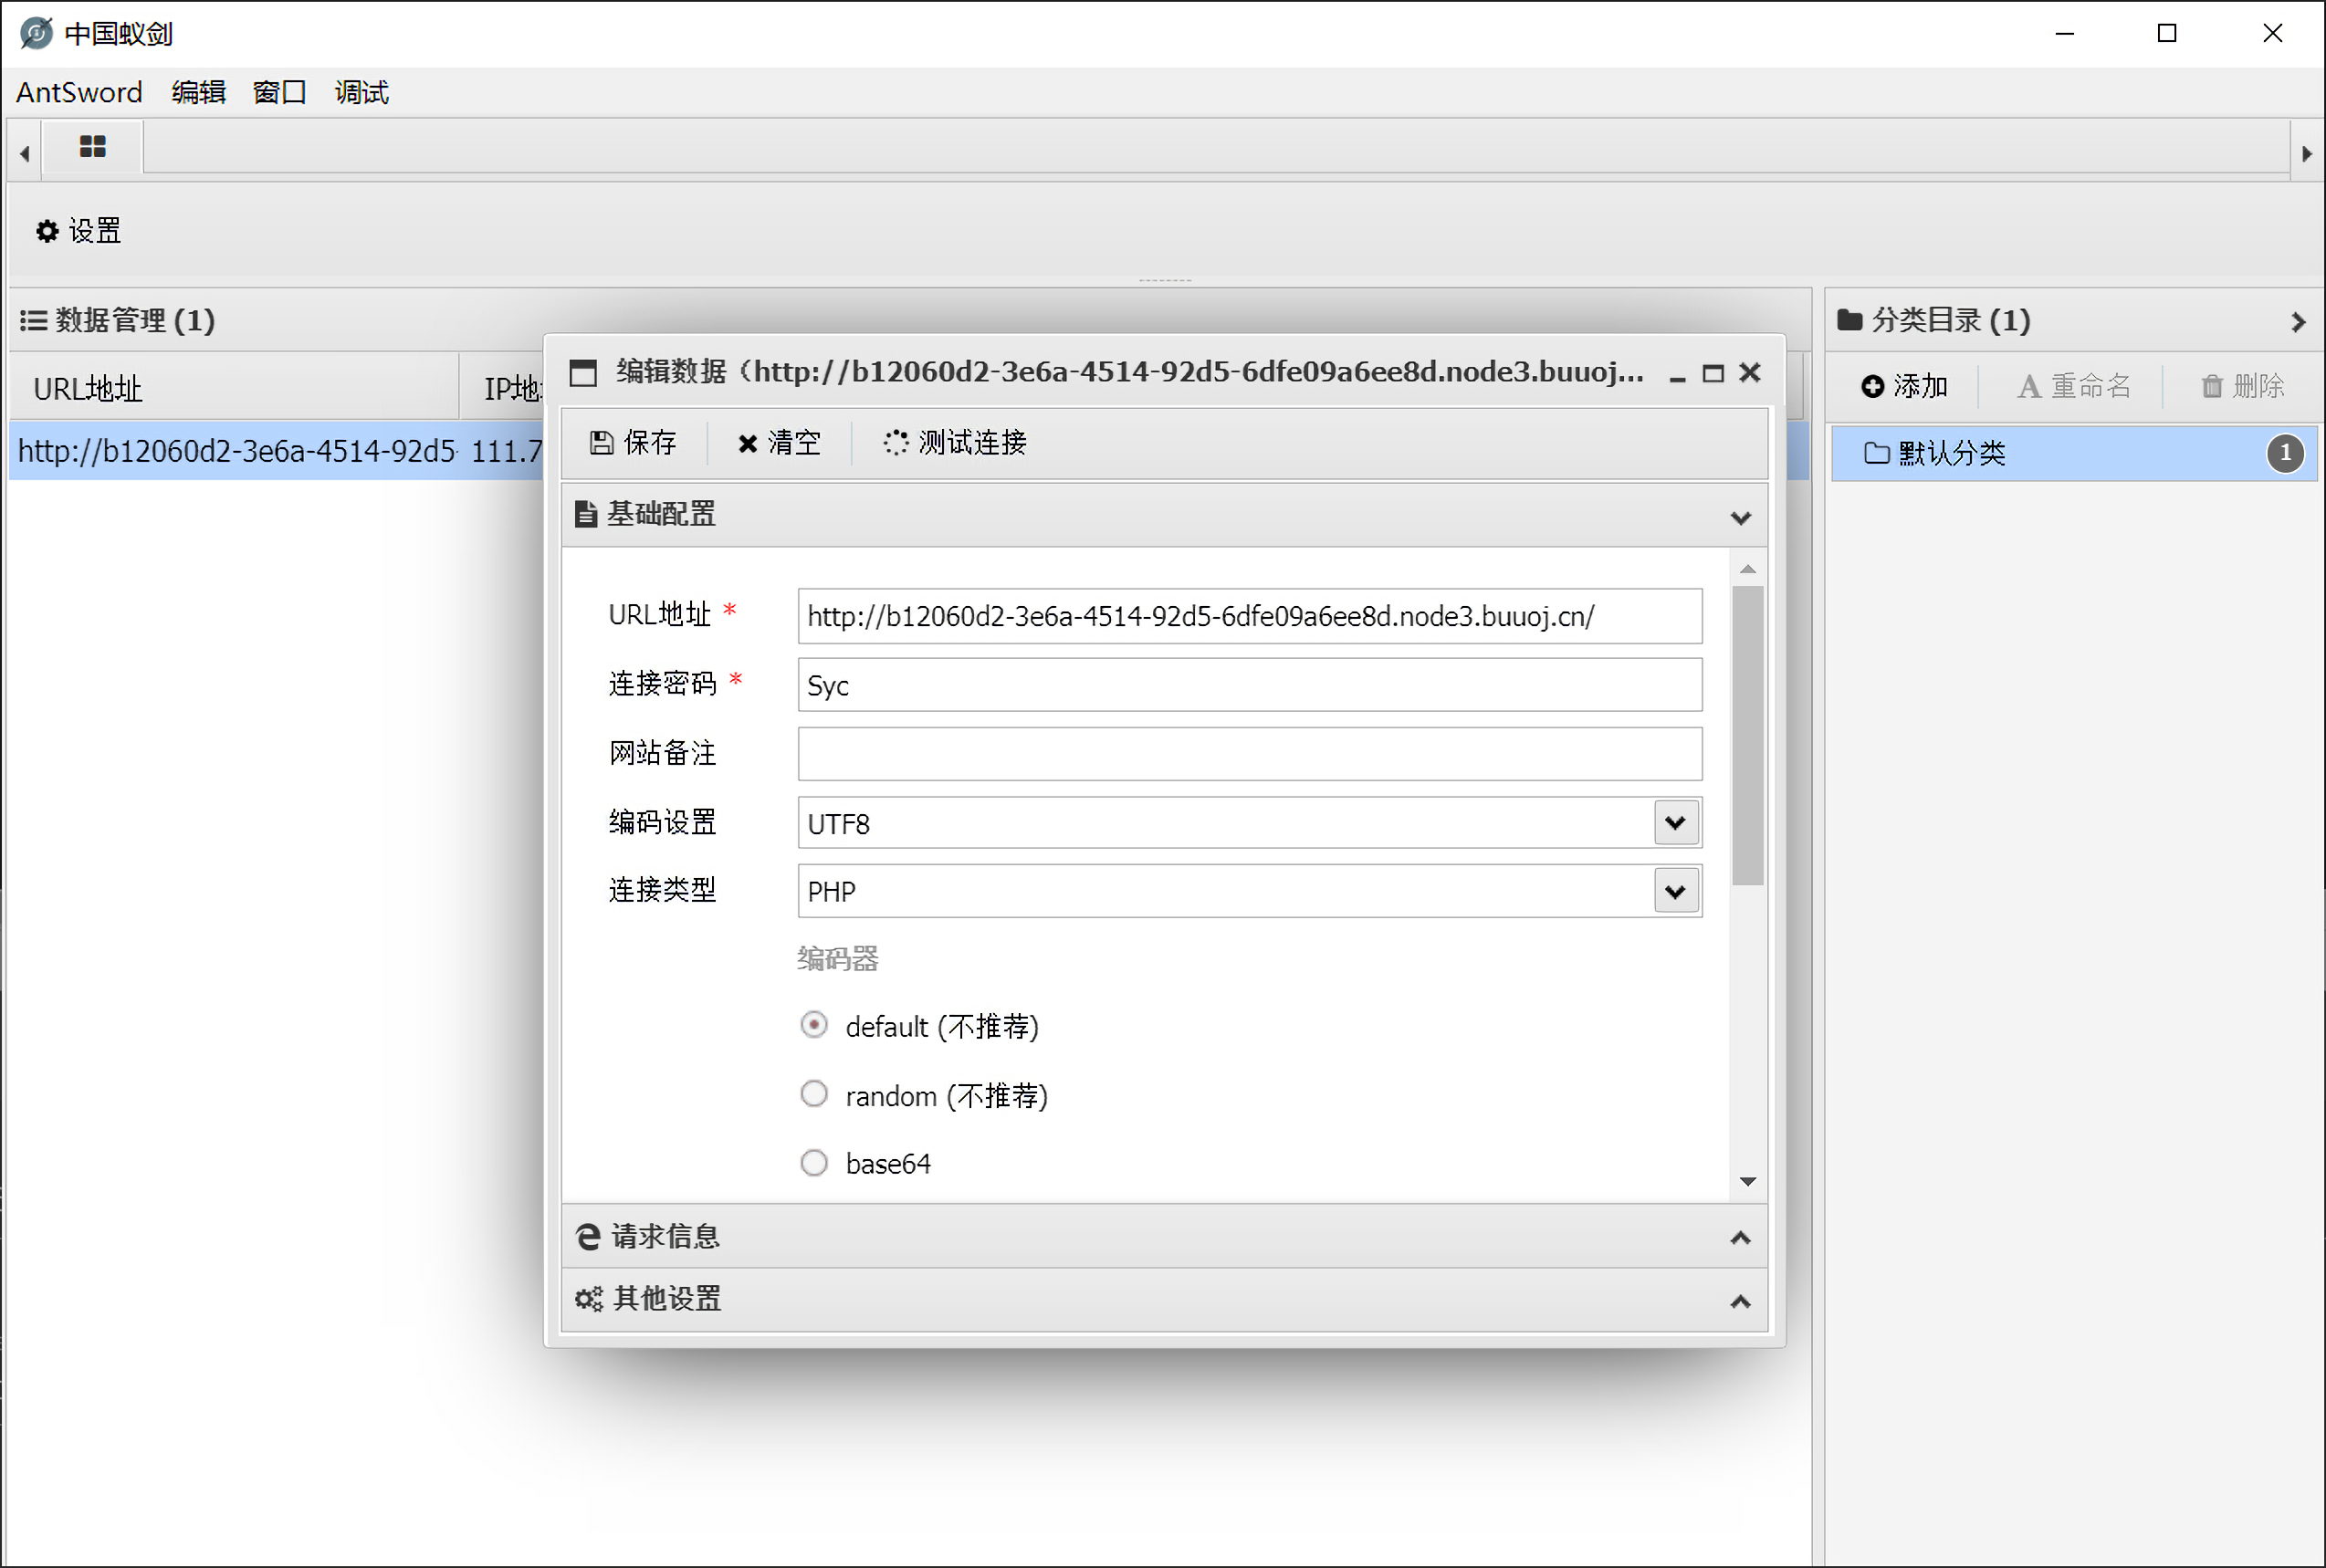 中国蚁剑
AntSword 编辑 窗口 调试
设置
数据管理 (1)
URL地址 IP地
http://b12060d2-3e6a-4514-92d5- 111.7
编辑数据（http://b12060d2-3e6a-4514-92d5-6dfe09a6ee8d.node3.buuoj...
保存 清空 测试连接
基础配置
URL地址 * http://b12060d2-3e6a-4514-92d5-6dfe09a6ee8d.node3.buuoj.cn/
连接密码 * Syc
网站备注
编码设置 UTF8
连接类型 PHP
编码器
default (不推荐)
random (不推荐)
base64
请求信息
其他设置
分类目录 (1)
添加 A 重命名 删除
默认分类 1